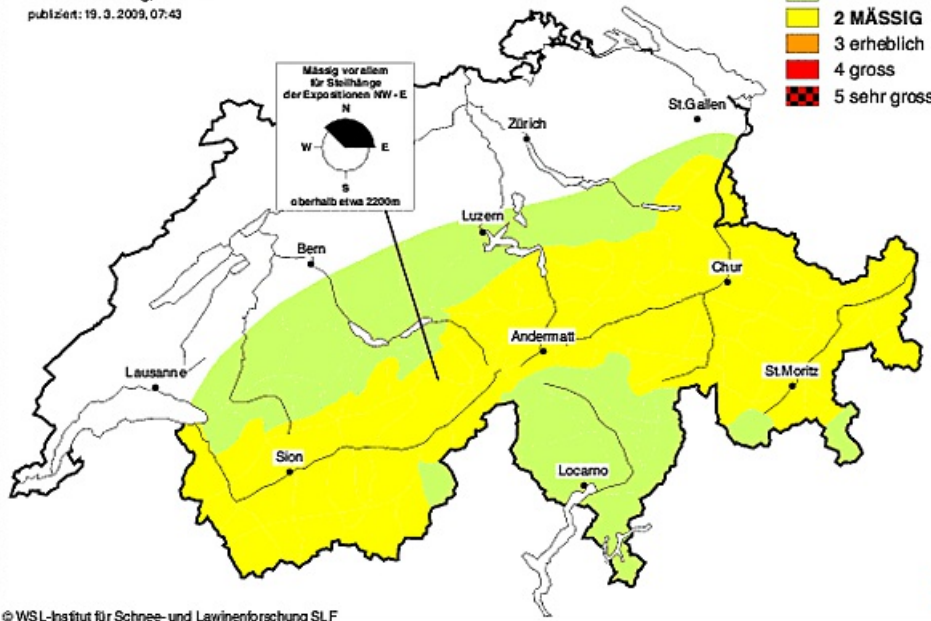 publiziert: 19. 3. 2009, 07:43
2 MÄSSIG
3 erheblich
4 gross
5 sehr gross
Mässig vor allem
für Steilhänge
der Expositionen NW - E
N
W
E
S
oberhalb etwa 2200m
St.Gallen
Zürich
Luzern
Bern
Chur
Andermatt
Lausanne
St.Moritz
Sion
Locarno
© WSL-Institut für Schnee- und Lawinenforschung SLF